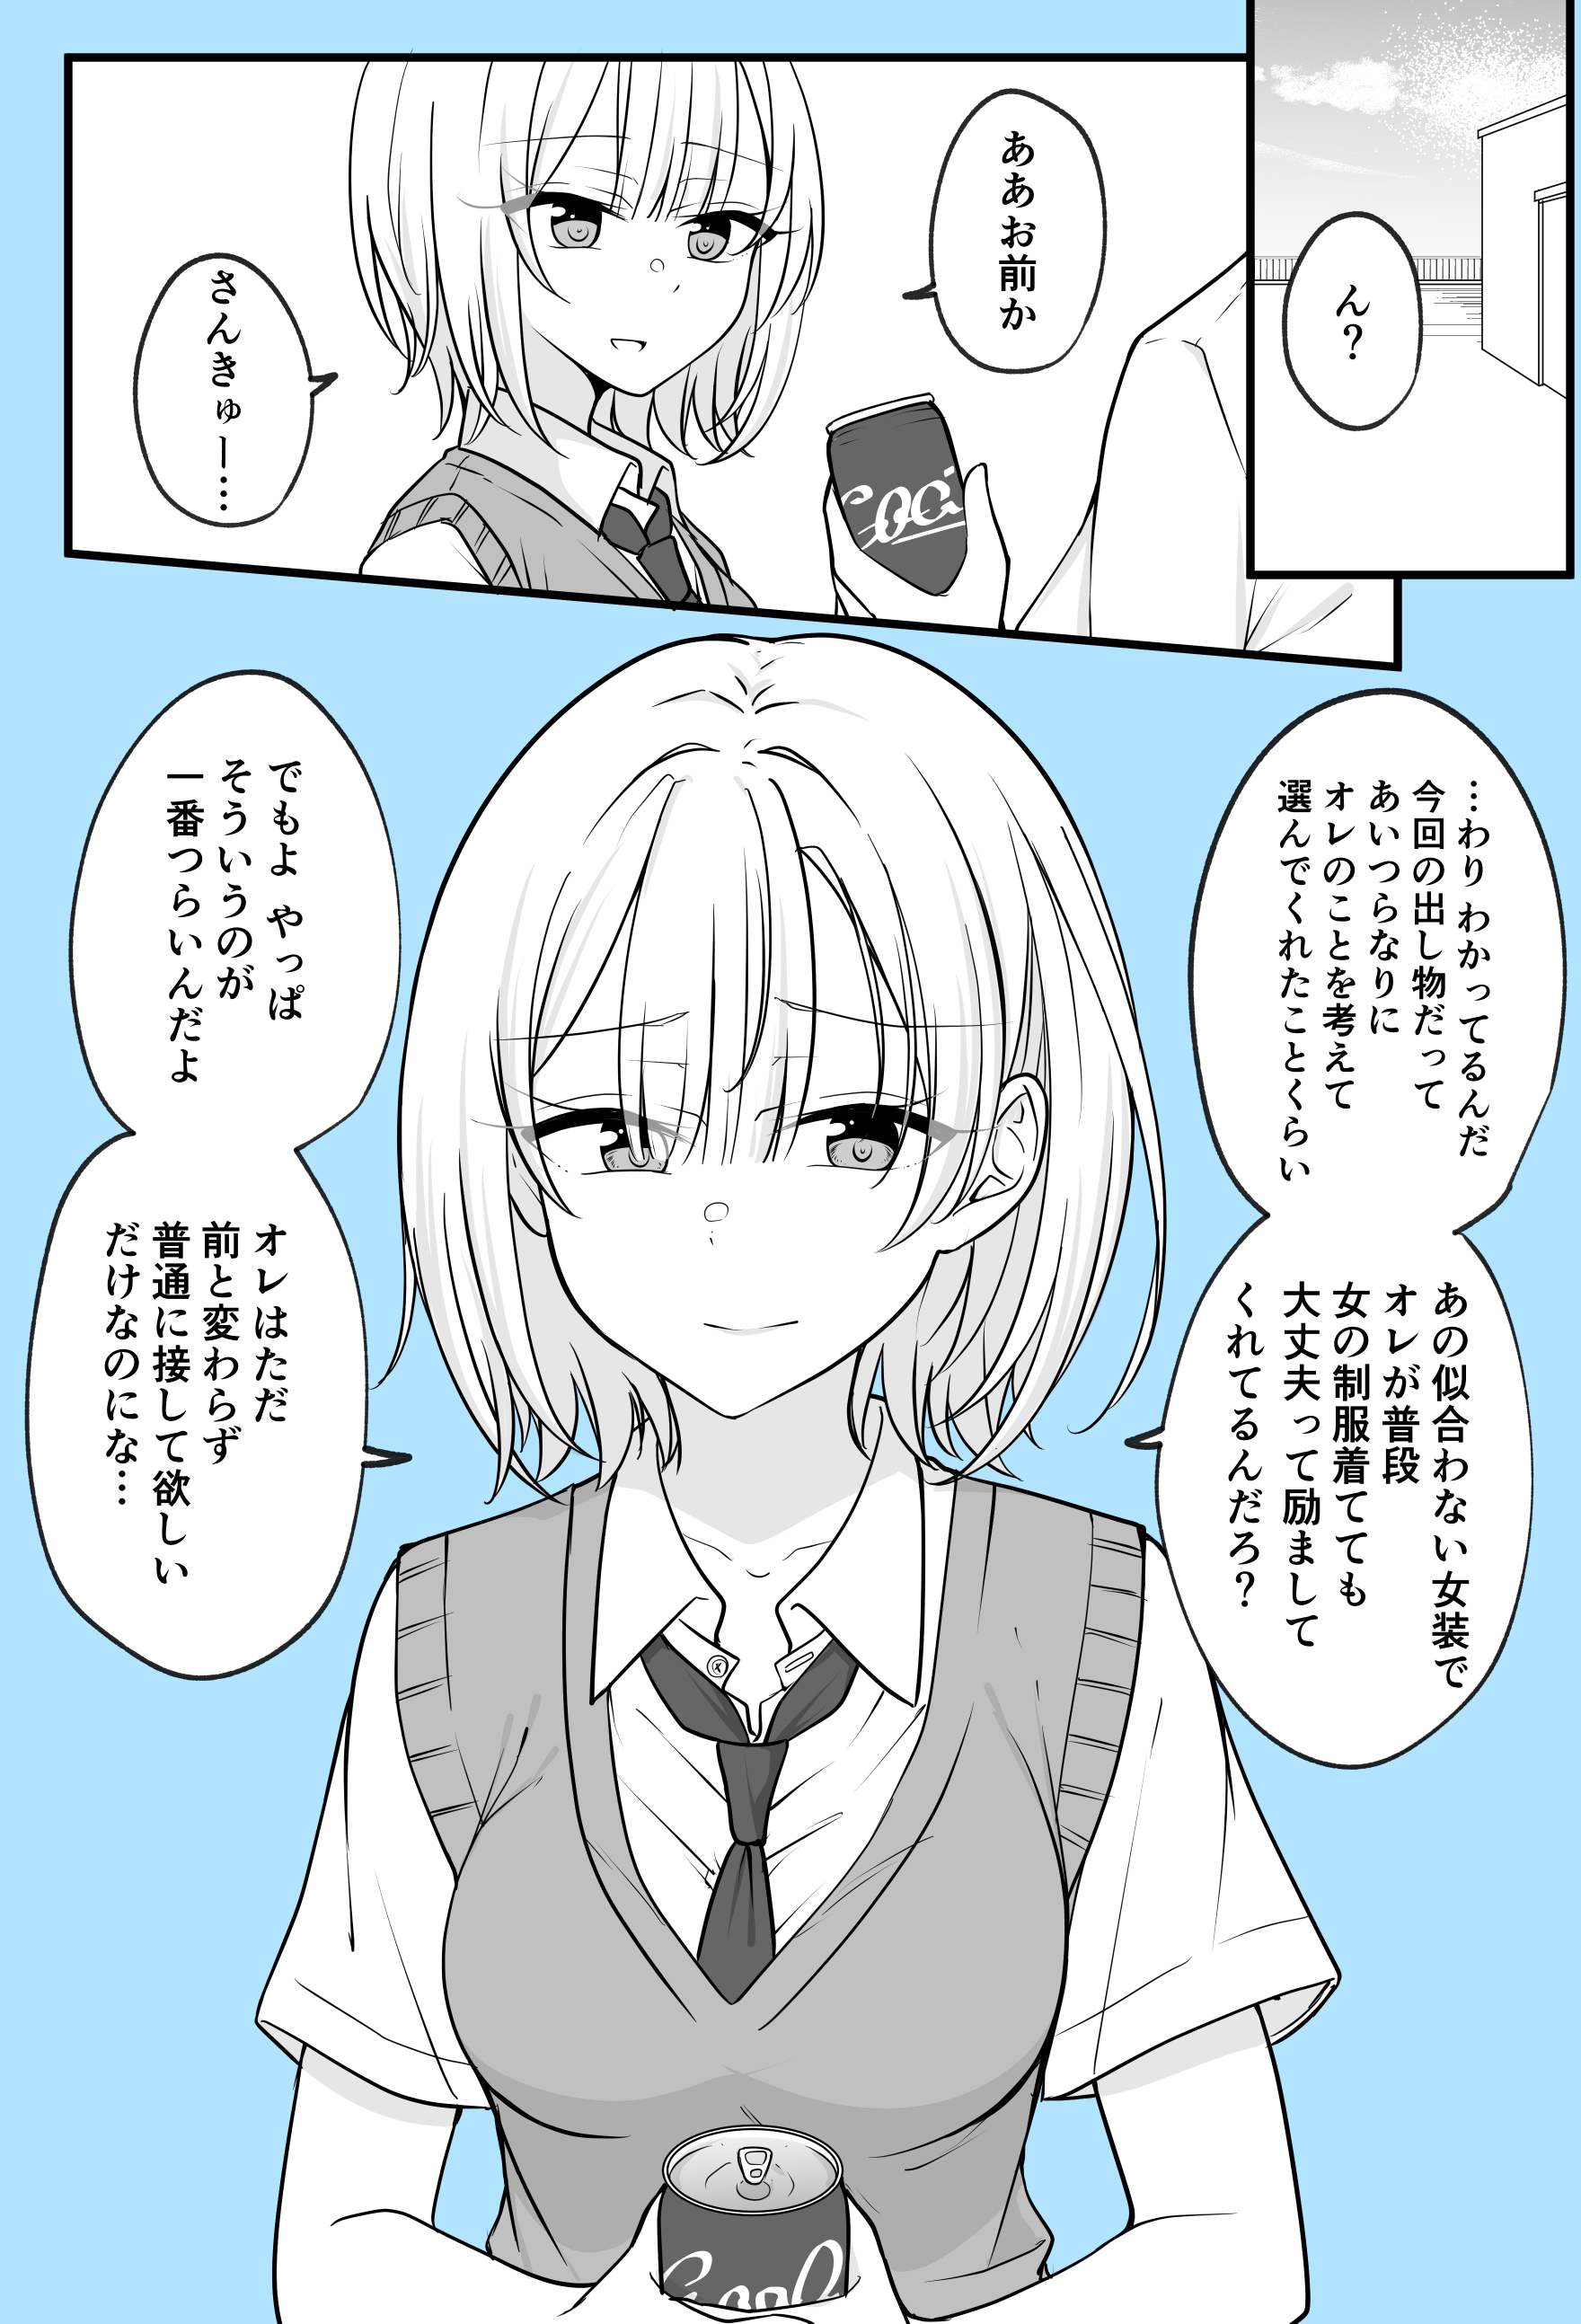 ん？
ああお前か
さんきゅー…
Coci
…わり わかってるんだ
今回の出し物だって
あいつらなりに
オレのことを考えて
選んでくれたことくらい
あの似合わない女装で
オレが普段
女の制服着てても
大丈夫って励まして
くれてるんだろ？
でもよ やっぱ
そういうのが
一番つらいんだよ
オレはただ
前と変わらず
普通に接して欲しい
だけなのにな…